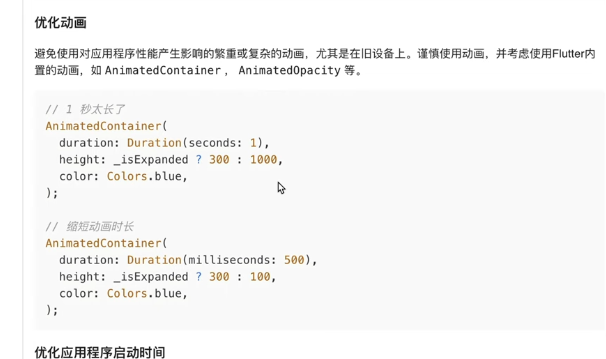 优化动画
避免使用对应用程序性能产生影响的繁重或复杂的动画，尤其是在旧设备上。谨慎使用动画，并考虑使用Flutter内
置的动画，如 AnimatedContainer ， AnimatedOpacity 等。
// 1 秒太长了
AnimatedContainer(
  duration: Duration(seconds: 1),
  height: _isExpanded ? 300 : 1000,
  color: Colors.blue,
);
// 缩短动画时长
AnimatedContainer(
  duration: Duration(milliseconds: 500),
  height: _isExpanded ? 300 : 100,
  color: Colors.blue,
);
优化应用程序启动时间